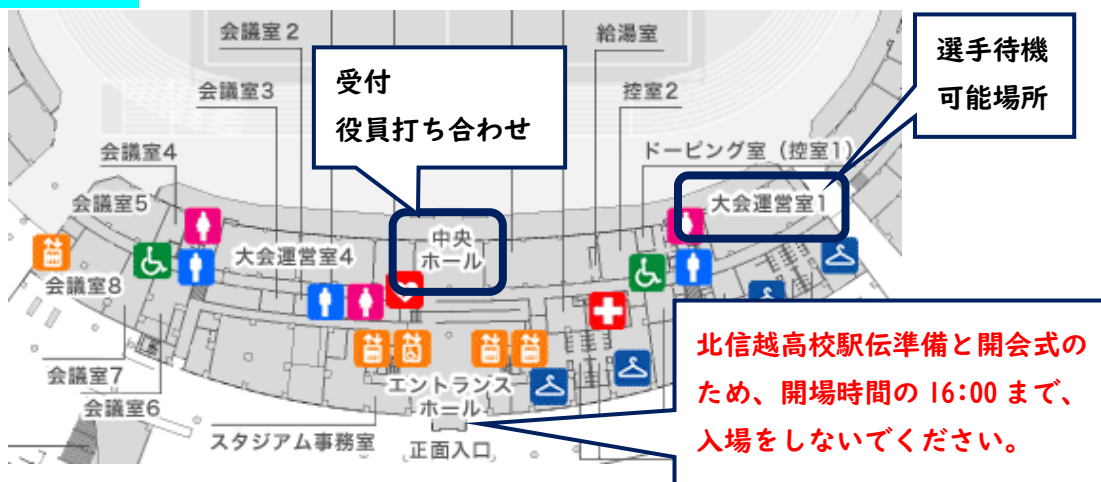 会議室2
給湯室
選手待機
可能場所
受付
役員打ち合わせ
会議室3
控室2
会議室4
ドーピング室（控室1）
会議室5
大会運営室1
中央
ホール
大会運営室4
会議室8
北信越高校駅伝準備と開会式の
ため、開場時間の 16:00 まで、
入場をしないでください。
会議室7
会議室6
エントランス
ホール
スタジアム事務室
正面入口